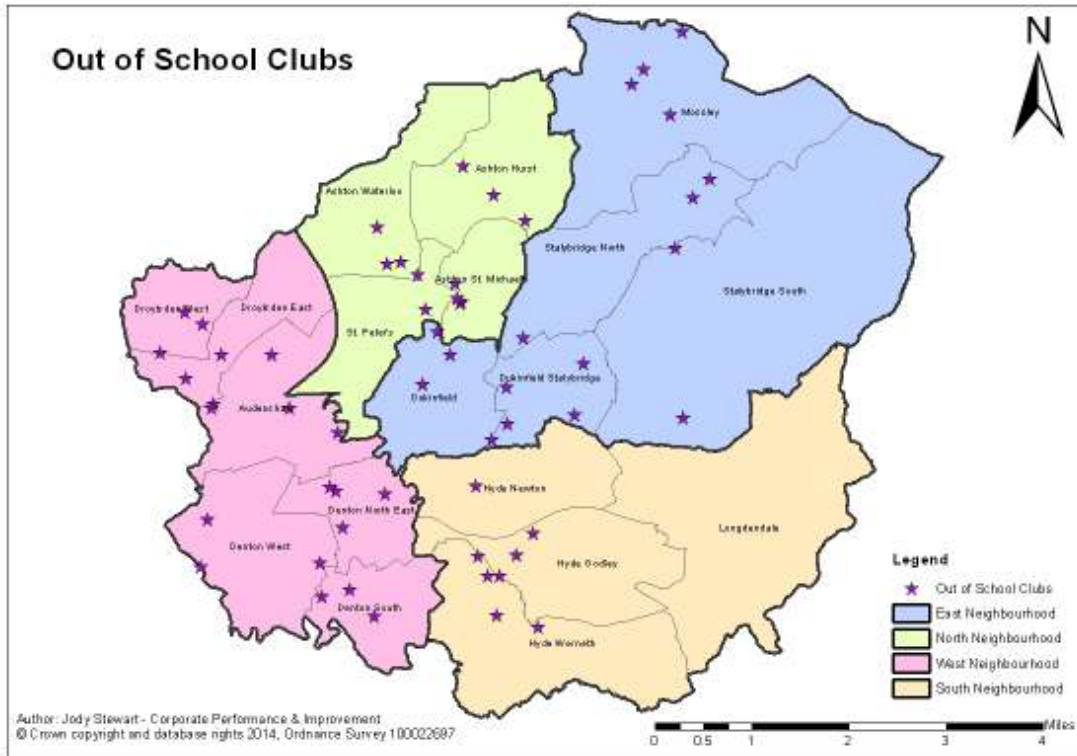 Out of School Clubs
N
Mossley
Ashton Hurst
Ashton Waterloo
Stalybridge North
Ashton St. Michaels
Stalybridge South
Droylsden West
Droylsden East
St. Peter's
Dukinfield Stalybridge
Dukinfield
Audenshaw
Hyde Newton
Denton North East
Longdendale
Denton West
Hyde Godley
Denton South
Hyde Werneth
Legend
Out of School Clubs
East Neighbourhood
North Neighbourhood
West Neighbourhood
South Neighbourhood
Author: Jody Stewart - Corporate Performance & Improvement
© Crown copyright and database rights 2014, Ordnance Survey 100022697
Miles
0 0.5 1 2 3 4